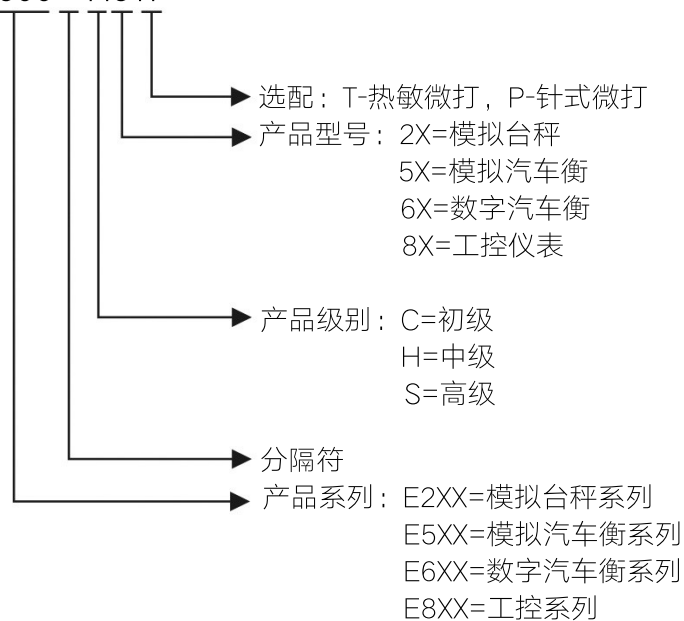 选配：T-热敏微打，P-针式微打
产品型号：2X=模拟台秤
5X=模拟汽车衡
6X=数字汽车衡
8X=工控仪表
产品级别：C=初级
H=中级
S=高级
分隔符
产品系列：E2XX=模拟台秤系列
E5XX=模拟汽车衡系列
E6XX=数字汽车衡系列
E8XX=工控系列